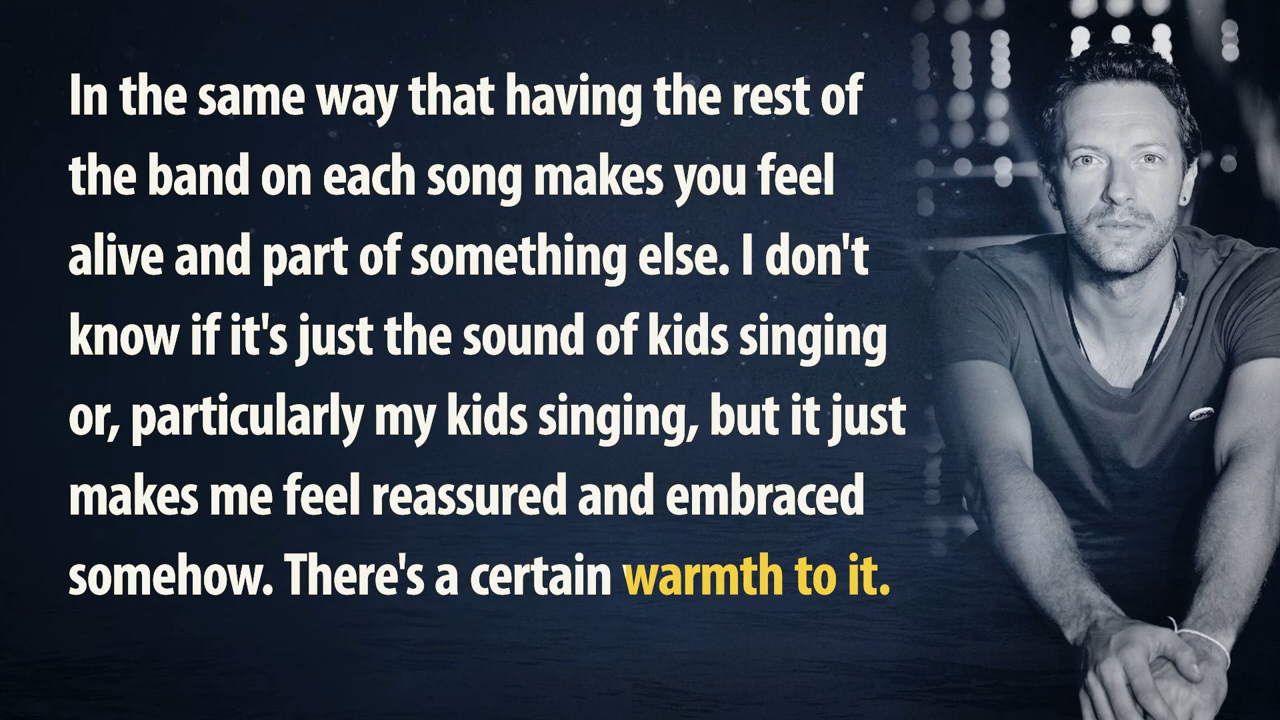 In the same way that having the rest of
the band on each song makes you feel
alive and part of something else. I don't
know if it's just the sound of kids singing
or, particularly my kids singing, but it just
makes me feel reassured and embraced
somehow. There's a certain warmth to it.